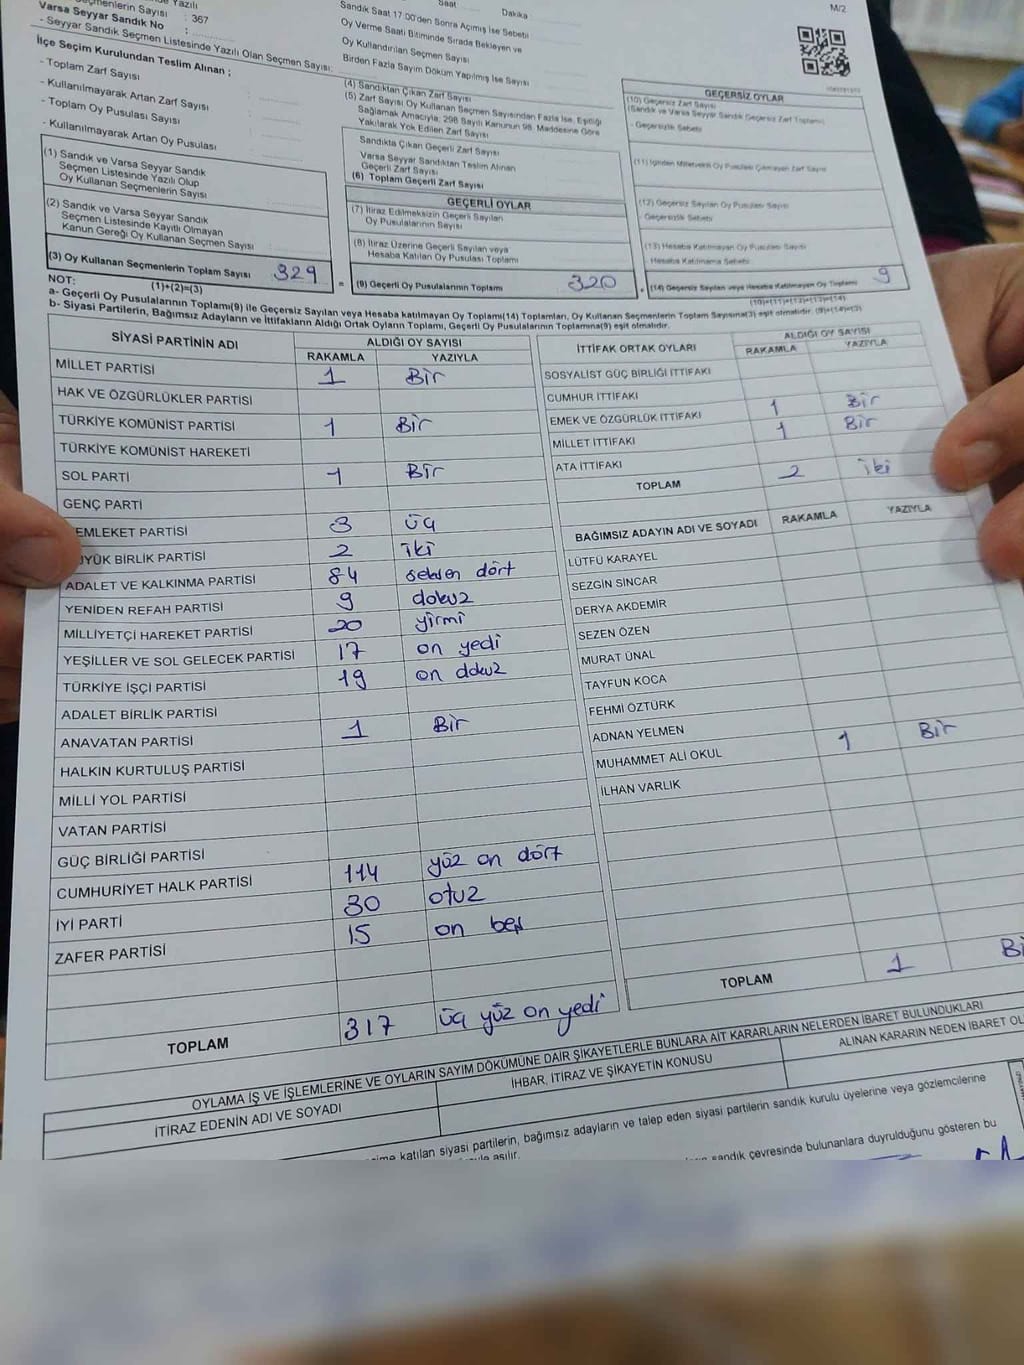 Yazılı
Seçmenlerin Sayısı : 367
Varsa Seyyar Sandık No :
- Seyyar Sandık Seçmen Listesinde Yazılı Olan Seçmen Sayısı:
İlçe Seçim Kurulundan Teslim Alınan ;
- Toplam Zarf Sayısı
- Kullanılmayarak Artan Zarf Sayısı
- Toplam Oy Pusulası Sayısı
- Kullanılmayarak Artan Oy Pusulası
(1) Sandık ve Varsa Seyyar Sandık
Seçmen Listesinde Yazılı Olup
Oy Kullanan Seçmenlerin Sayısı
(2) Sandık ve Varsa Seyyar Sandık
Seçmen Listesinde Kayıtlı Olmayan
Kanun Gereği Oy Kullanan Seçmen Sayısı
(3) Oy Kullanan Seçmenlerin Toplam Sayısı 329
Saat Dakika
Sandık Saat 17:00'den Sonra Açımış İse Sebebi
Oy Verme Saati Bitiminde Sırada Bekleyen ve
Oy Kullandırılan Seçmen Sayısı
Birden Fazla Sayım Döküm Yapılmış İse Sayısı
(4) Sandıktan Çıkan Zarf Sayısı
(5) Zarf Sayısı Oy Kullanan Seçmen Sayısından Fazla İse, Eşitliği
Sağlamak Amacıyla; 298 Sayılı Kanunun 98. Maddesine Göre
Yakılarak Yok Edilen Zarf Sayısı
Sandıkta Çıkan Geçerli Zarf Sayısı
Varsa Seyyar Sandıktan Teslim Alınan
Geçerli Zarf Sayısı
(6) Toplam Geçerli Zarf Sayısı
GEÇERLİ OYLAR
(7) İtiraz Edilmeksizin Geçerli Sayılan
Oy Pusulalarının Sayısı
(8) İtiraz Üzerine Geçerli Sayılan veya
Hesaba Katılan Oy Pusulası Toplamı
= (9) Geçerli Oy Pusulalarının Toplamı 320
M/2
GEÇERSİZ OYLAR
(10) Geçersiz Zarf Sayısı
(Sandık ve Varsa Seyyar Sandık Geçersiz Zarf Toplamı)
- Geçersizlik Sebebi
(11) İçinden Milletvekili Oy Pusulası Çıkmayan Zarf Sayısı
(12) Geçersiz Sayılan Oy Pusulası Sayısı
- Geçersizlik Sebebi
(13) Hesaba Katılmayan Oy Pusulası Sayısı
Hesaba Katılmama Sebebi
+ (14) Geçersiz Sayılan veya Hesaba Katılmayan Oy Toplamı 9
NOT: (1)+(2)=(3) (10)+(11)+(12)+(13)=(14)
a- Geçerli Oy Pusulalarının Toplamı(9) ile Geçersiz Sayılan veya Hesaba katılmayan Oy Toplamı(14) Toplamları, Oy Kullanan Seçmenlerin Toplam Sayısına(3) eşit olmalıdır. (9)+(14)=(3)
b- Siyasi Partilerin, Bağımsız Adayların ve İttifakların Aldığı Ortak Oyların Toplamı, Geçerli Oy Pusulalarının Toplamına(9) eşit olmalıdır.
SİYASİ PARTİNİN ADI ALDIĞI OY SAYISI
RAKAMLA YAZIYLA
MİLLET PARTİSİ 1 Bir
HAK VE ÖZGÜRLÜKLER PARTİSİ
TÜRKİYE KOMÜNİST PARTİSİ 1 Bir
TÜRKİYE KOMÜNİST HAREKETİ
SOL PARTİ 1 Bir
GENÇ PARTİ
EMLEKET PARTİSİ 3 üç
ÜYÜK BİRLİK PARTİSİ 2 iki
ADALET VE KALKINMA PARTİSİ 84 seksen dört
YENİDEN REFAH PARTİSİ 9 dokuz
MİLLİYETÇİ HAREKET PARTİSİ 20 yirmi
YEŞİLLER VE SOL GELECEK PARTİSİ 17 on yedi
TÜRKİYE İŞÇİ PARTİSİ 19 on dokuz
ADALET BİRLİK PARTİSİ
ANAVATAN PARTİSİ 1 Bir
HALKIN KURTULUŞ PARTİSİ
MİLLİ YOL PARTİSİ
VATAN PARTİSİ
GÜÇ BİRLİĞİ PARTİSİ
CUMHURİYET HALK PARTİSİ 114 yüz on dört
İYİ PARTİ 30 otuz
ZAFER PARTİSİ 15 on beş
TOPLAM 317 üç yüz on yedi
İTTİFAK ORTAK OYLARI ALDIĞI OY SAYISI
RAKAMLA YAZIYLA
SOSYALİST GÜÇ BİRLİĞİ İTTİFAKI
CUMHUR İTTİFAKI
EMEK VE ÖZGÜRLÜK İTTİFAKI 1 Bir
MİLLET İTTİFAKI 1 Bir
ATA İTTİFAKI
TOPLAM 2 iki
BAĞIMSIZ ADAYIN ADI VE SOYADI RAKAMLA YAZIYLA
LÜTFÜ KARAYEL
SEZGİN SİNCAR
DERYA AKDEMİR
SEZEN ÖZEN
MURAT ÜNAL
TAYFUN KOCA
FEHMİ ÖZTÜRK
ADNAN YELMEN
MUHAMMET ALİ OKUL 1 Bir
İLHAN VARLIK
TOPLAM 1 Bi
OYLAMA İŞ VE İŞLEMLERİNE VE OYLARIN SAYIM DÖKÜMÜNE DAİR ŞİKAYETLERLE BUNLARA AİT KARARLARIN NELERDEN İBARET BULUNDUKLARI
İTİRAZ EDENİN ADI VE SOYADI İHBAR, İTİRAZ VE ŞİKAYETİN KONUSU ALINAN KARARIN NEDEN İBARET OL
katılan siyasi partilerin, bağımsız adayların ve talep eden siyasi partilerin sandık kurulu üyelerine veya gözlemcilerine
asılır. sandık çevresinde bulunanlara duyrulduğunu gösteren bu